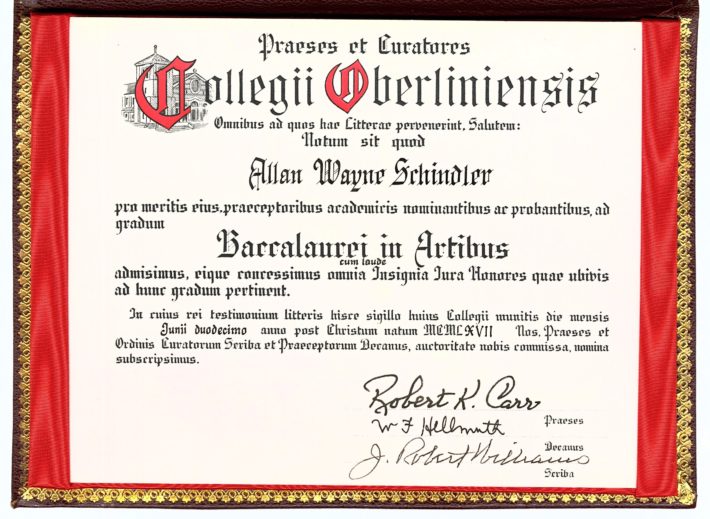 Praeses et Curatores
Collegii Oberliniensis
Omnibus ad quos hae Litterae pervenerint, Salutem:
Notum sit quod
Allan Wayne Schindler
pro meritis eius, praeceptoribus academicis nominantibus ac probantibus, ad
gradum
Baccalaurei in Artibus
cum laude
admisimus, eique concessimus omnia Insignia Jura Honores quae ubivis
ad hunc gradum pertinent.
In cuius rei testimonium litteris hisce sigillo huius Collegii munitis die mensis
Junii duodecimo anno post Christum natum MCMLXVII Nos, Praeses et
Ordinis Curatorum Scriba et Praeceptorum Decanus, auctoritate nobis commissa, nomina
subscripsimus.
Robert K. Carr
Praeses
W F Hellmuth
Decanus
J. Robert Williams
Scriba